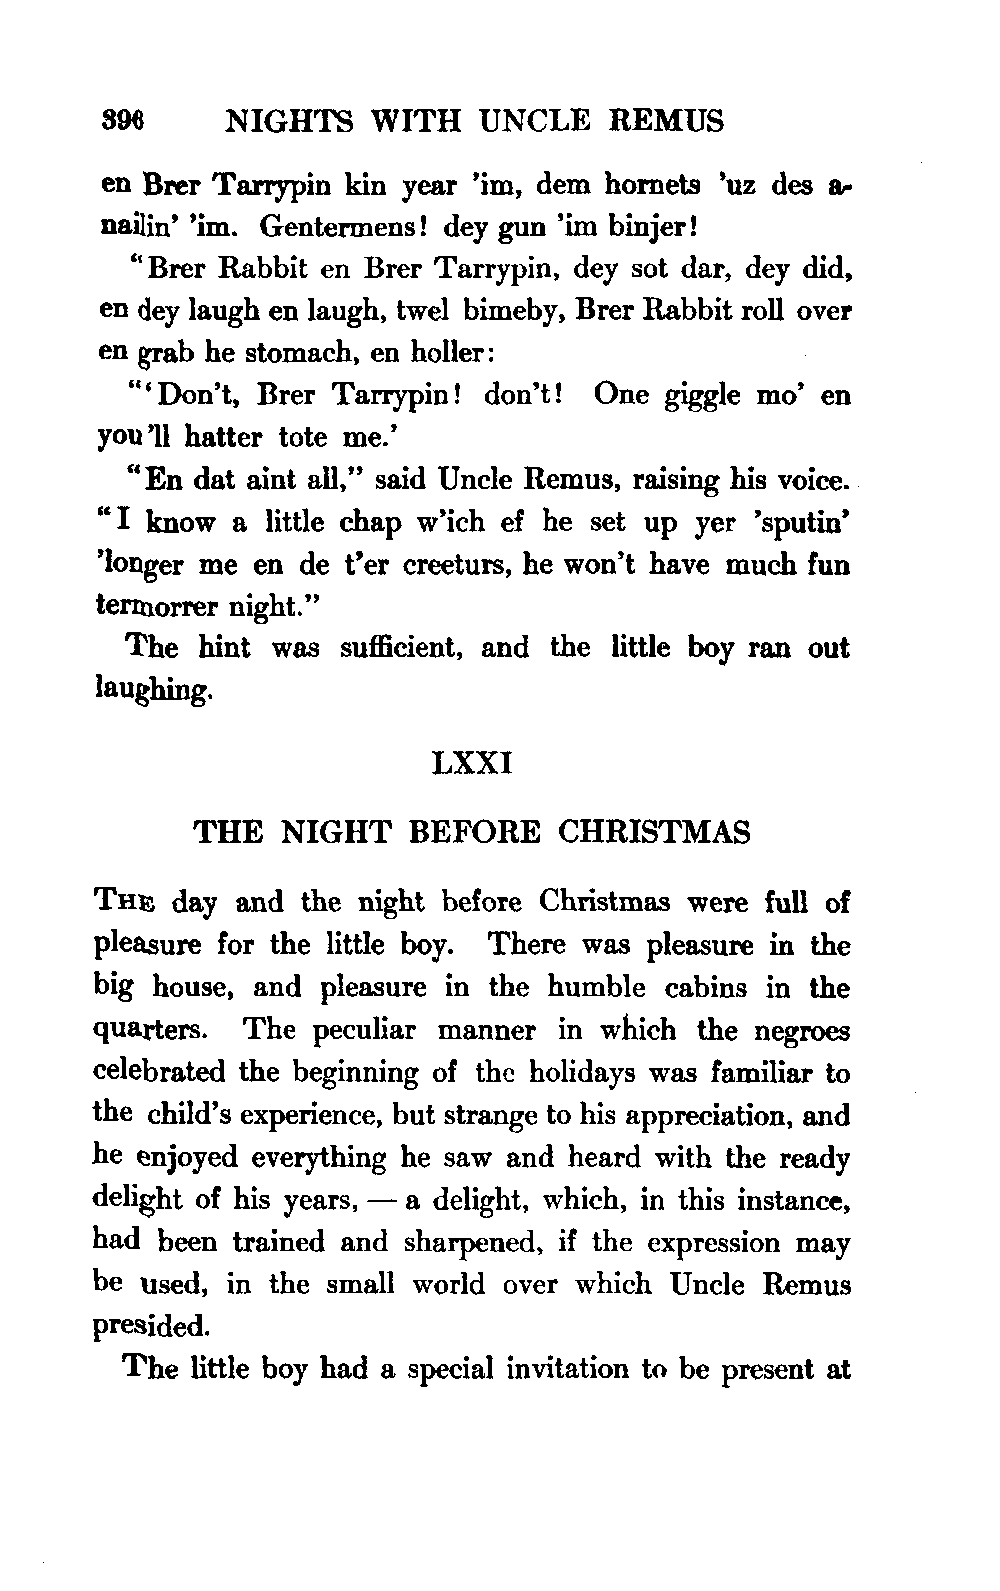 396 NIGHTS WITH UNCLE REMUS
en Brer Tarrypin kin year 'im, dem hornets 'uz des a-
nailin' 'im. Gentermens! dey gun 'im binjer!
"Brer Rabbit en Brer Tarrypin, dey sot dar, dey did,
en dey laugh en laugh, twel bimeby, Brer Rabbit roll over
en grab he stomach, en holler:
"'Don't, Brer Tarrypin! don't! One giggle mo' en
you 'll hatter tote me.'
"En dat aint all," said Uncle Remus, raising his voice.
"I know a little chap w'ich ef he set up yer 'sputin'
'longer me en de t'er creeturs, he won't have much fun
termorrer night."
The hint was sufficient, and the little boy ran out
laughing.
LXXI
THE NIGHT BEFORE CHRISTMAS
THE day and the night before Christmas were full of
pleasure for the little boy. There was pleasure in the
big house, and pleasure in the humble cabins in the
quarters. The peculiar manner in which the negroes
celebrated the beginning of the holidays was familiar to
the child's experience, but strange to his appreciation, and
he enjoyed everything he saw and heard with the ready
delight of his years, — a delight, which, in this instance,
had been trained and sharpened, if the expression may
be used, in the small world over which Uncle Remus
presided.
The little boy had a special invitation to be present at